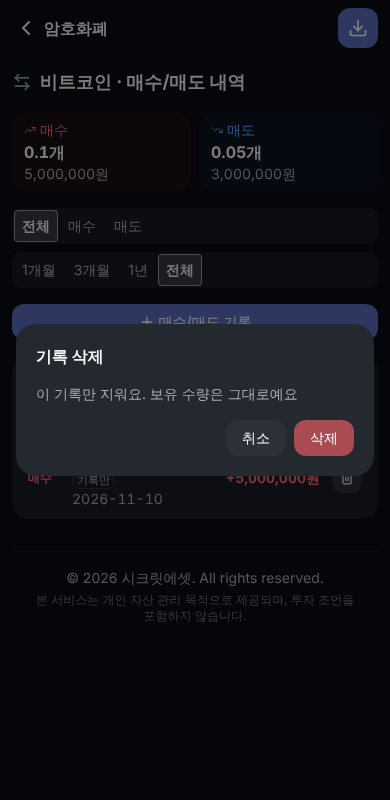 암호화폐
비트코인 · 매수/매도 내역
매수
0.1개
5,000,000원
매도
0.05개
3,000,000원
전체 매수 매도
1개월 3개월 1년 전체
+ 매수/매도 기록
기록 삭제
이 기록만 지워요. 보유 수량은 그대로예요
취소 삭제
매수 기록만 +5,000,000원
2026-11-10
© 2026 시크릿에셋. All rights reserved.
본 서비스는 개인 자산 관리 목적으로 제공되며, 투자 조언을
포함하지 않습니다.